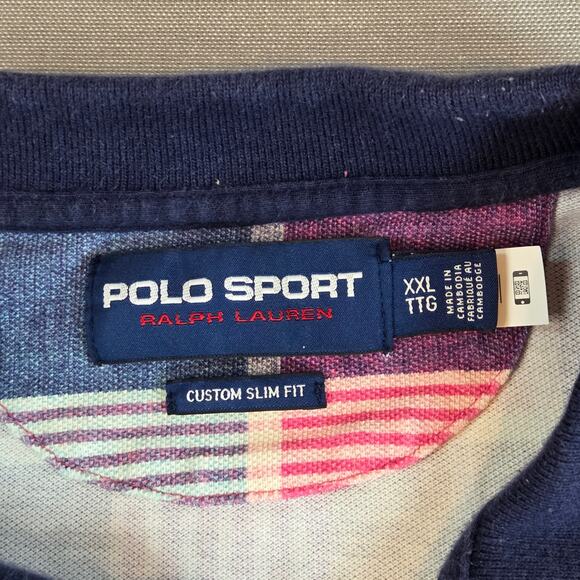 POLO SPORT
RALPH LAUREN
XXL
TTG
MADE IN
CAMBODIA
FABRIQUÉ AU
CAMBODGE
CUSTOM SLIM FIT